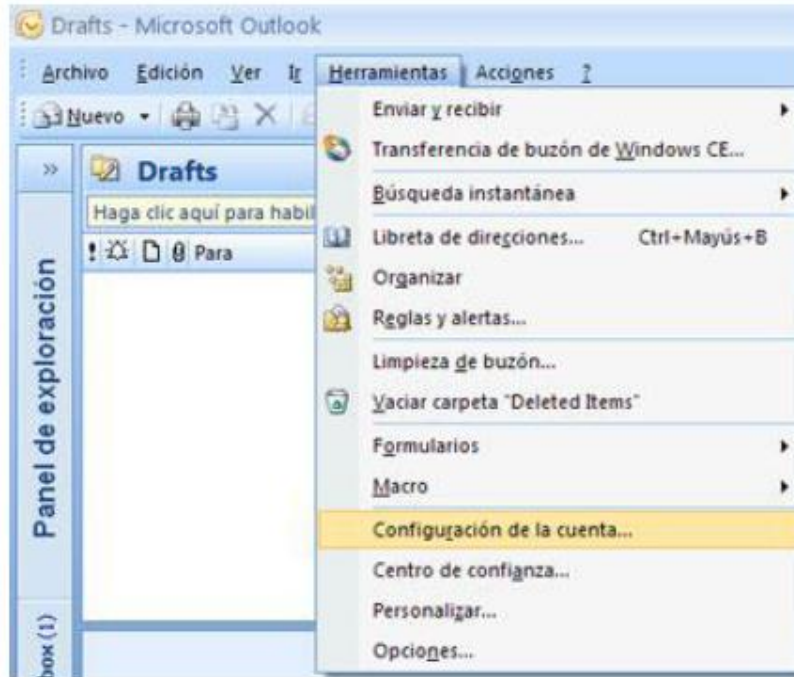 Drafts - Microsoft Outlook
Archivo Edición Ver Ir Herramientas Acciones ?
Nuevo
Enviar y recibir
Transferencia de buzón de Windows CE...
Búsqueda instantánea
Libreta de direcciones... Ctrl+Mayús+B
Organizar
Reglas y alertas...
Limpieza de buzón...
Vaciar carpeta "Deleted Items"
Formularios
Macro
Configuración de la cuenta...
Centro de confianza...
Personalizar...
Opciones...
» Drafts
Haga clic aquí para habil
! Para
Panel de exploración
box (1)